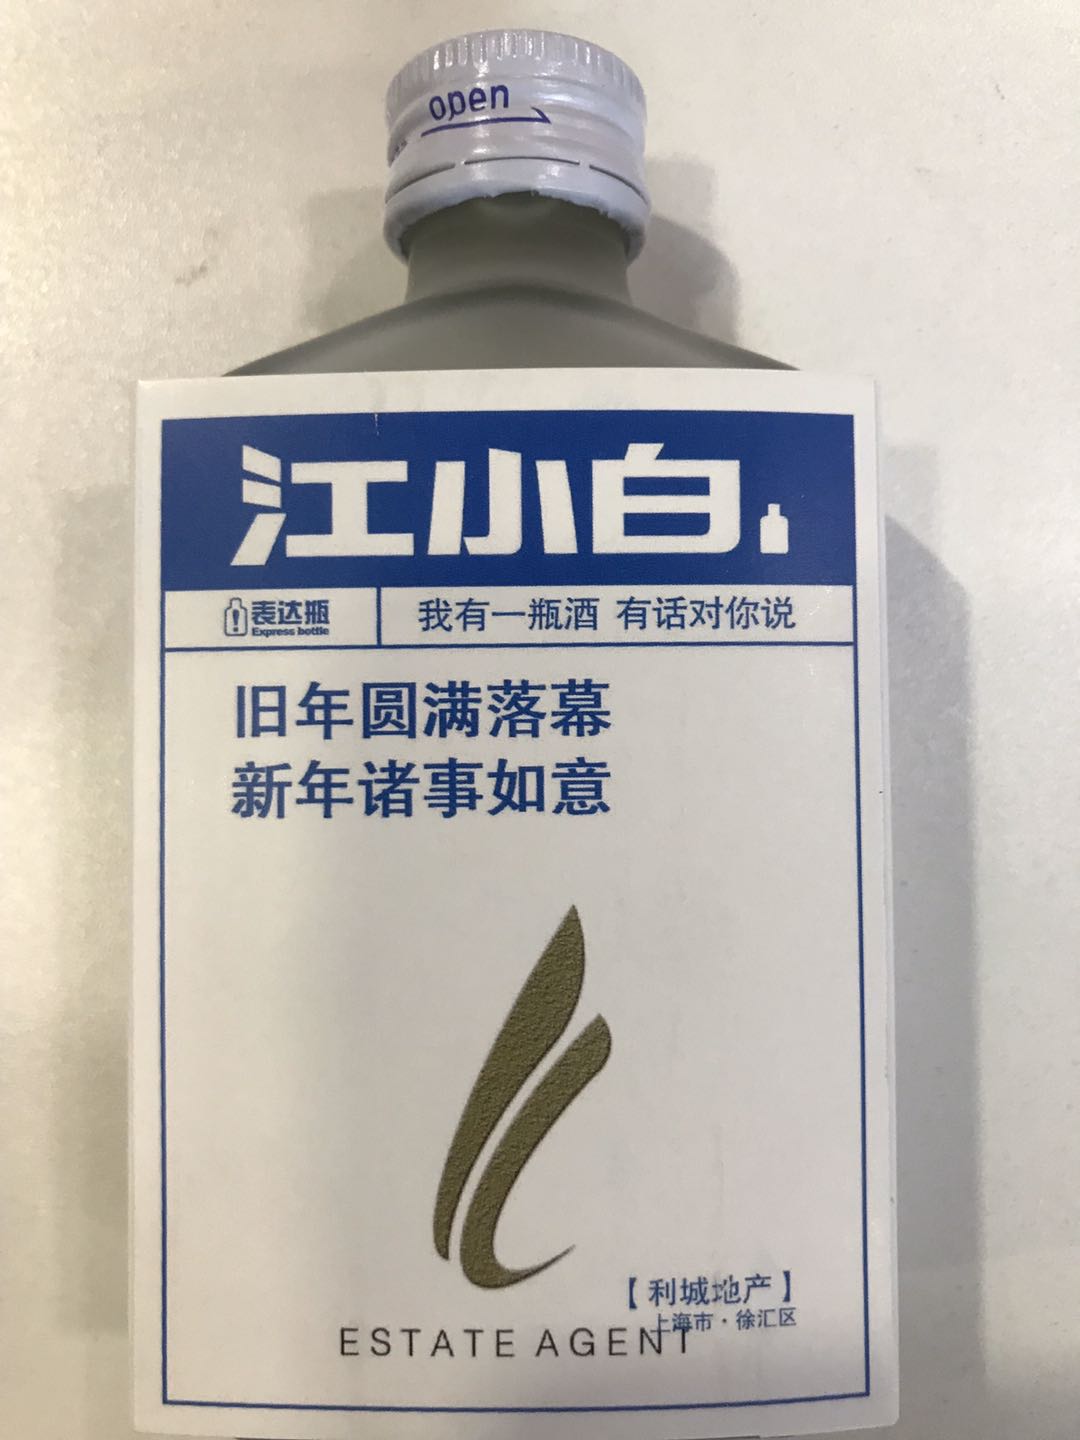 open
江小白
表达瓶
Express bottle
我有一瓶酒 有话对你说
旧年圆满落幕
新年诸事如意
【利城地产】
上海市·徐汇区
ESTATE AGENT